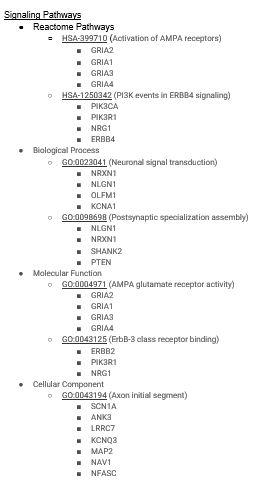 Signaling Pathways
● Reactome Pathways
○ HSA-399710 (Activation of AMPA receptors)
■ GRIA2
■ GRIA1
■ GRIA3
■ GRIA4
○ HSA-1250342 (PI3K events in ERBB4 signaling)
■ PIK3CA
■ PIK3R1
■ NRG1
■ ERBB4
● Biological Process
○ GO:0023041 (Neuronal signal transduction)
■ NRXN1
■ NLGN1
■ OLFM1
■ KCNA1
○ GO:0098698 (Postsynaptic specialization assembly)
■ NLGN1
■ NRXN1
■ SHANK2
■ PTEN
● Molecular Function
○ GO:0004971 (AMPA glutamate receptor activity)
■ GRIA2
■ GRIA1
■ GRIA3
■ GRIA4
○ GO:0043125 (ErbB-3 class receptor binding)
■ ERBB2
■ PIK3R1
■ NRG1
● Cellular Component
○ GO:0043194 (Axon initial segment)
■ SCN1A
■ ANK3
■ LRRC7
■ KCNQ3
■ MAP2
■ NAV1
■ NFASC